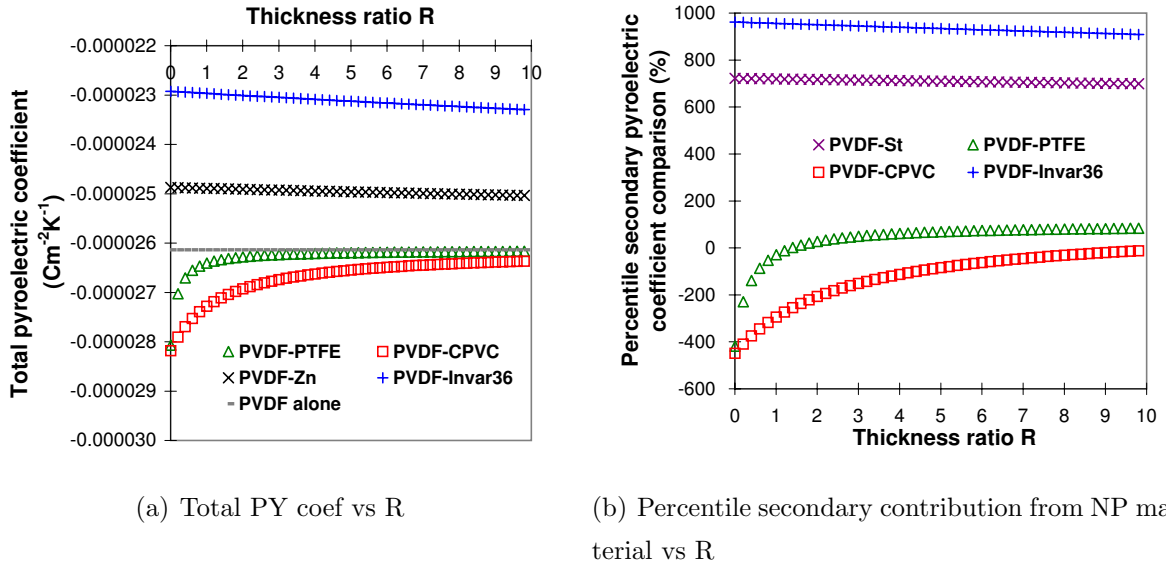 Thickness ratio R
-0.000022
0 1 2 3 4 5 6 7 8 9 10
-0.000023
-0.000024
-0.000025
-0.000026
-0.000027
-0.000028
-0.000029
-0.000030
Total pyroelectric coefficient
(Cm⁻²K⁻¹)
PVDF-PTFE PVDF-CPVC
PVDF-Zn PVDF-Invar36
PVDF alone
(a) Total PY coef vs R
1000
800
600
400
200
0
-200
-400
-600
Percentile secondary pyroelectric
coefficient comparison (%)
PVDF-St PVDF-PTFE
PVDF-CPVC PVDF-Invar36
0 1 2 3 4 5 6 7 8 9 10
Thickness ratio R
(b) Percentile secondary contribution from NP ma
terial vs R